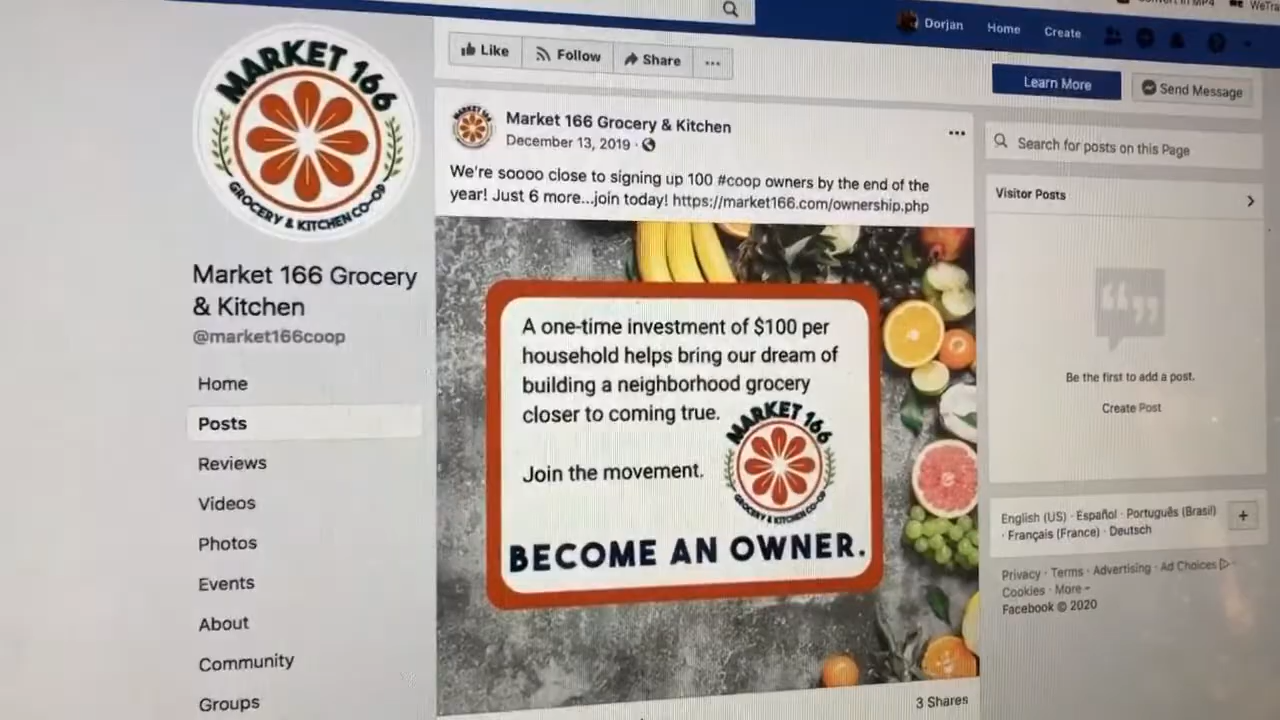 Convert in MP4
WeTra
Dorjan
Home
Create
MARKET 166
GROCERY & KITCHEN CO-OP
Market 166 Grocery
& Kitchen
@market166coop
Home
Posts
Reviews
Videos
Photos
Events
About
Community
Groups
Like
Follow
Share
...
Market 166 Grocery & Kitchen
December 13, 2019 ·
We're soooo close to signing up 100 #coop owners by the end of the
year! Just 6 more...join today! https://market166.com/ownership.php
A one-time investment of $100 per
household helps bring our dream of
building a neighborhood grocery
closer to coming true.
Join the movement.
MARKET 166
GROCERY & KITCHEN CO-OP
BECOME AN OWNER.
3 Shares
Learn More
Send Message
Search for posts on this Page
Visitor Posts
Be the first to add a post.
Create Post
English (US) · Español · Português (Brasil)
· Français (France) · Deutsch
+
Privacy · Terms · Advertising · Ad Choices ·
Cookies · More
Facebook © 2020